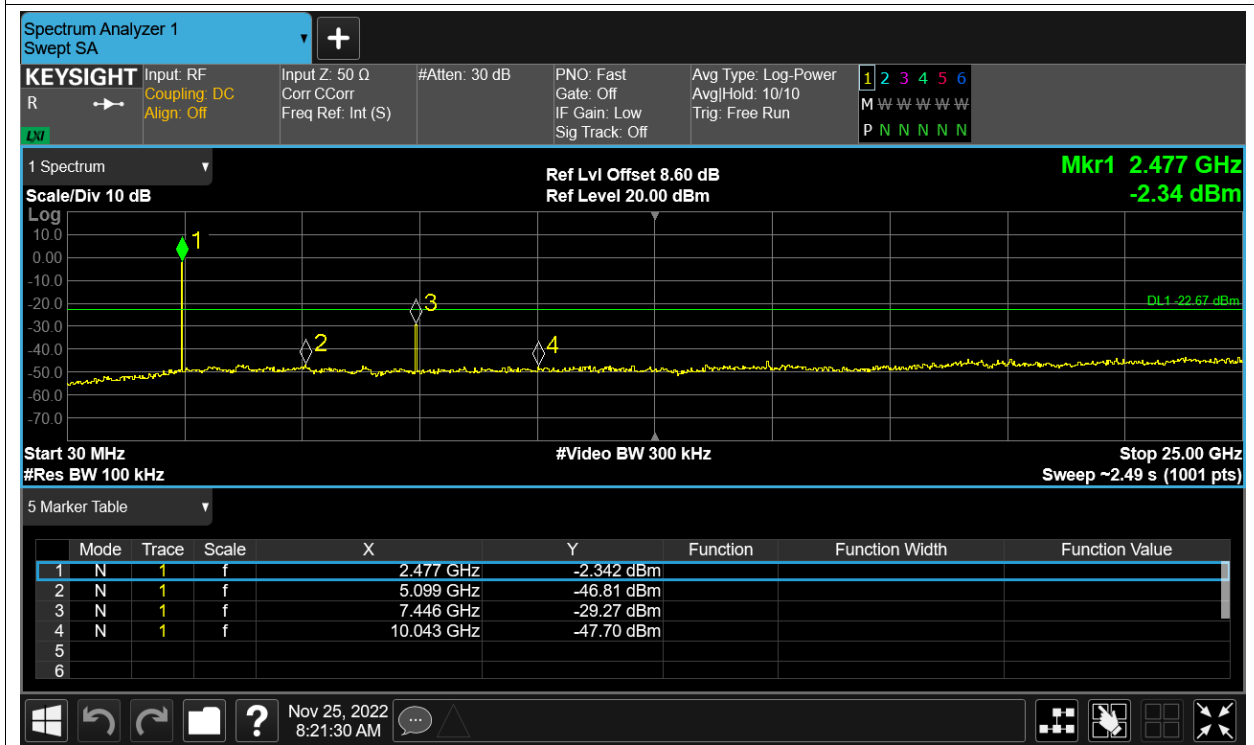 Spectrum Analyzer 1
Swept SA
+
KEYSIGHT Input: RF Input Z: 50 Ω #Atten: 30 dB PNO: Fast Avg Type: Log-Power 1 2 3 4 5 6
R Coupling: DC Corr CCorr Gate: Off Avg|Hold: 10/10 M W W W W W W
Align: Off Freq Ref: Int (S) IF Gain: Low Trig: Free Run
LXI Sig Track: Off P N N N N N
1 Spectrum Ref Lvl Offset 8.60 dB Mkr1 2.477 GHz
Scale/Div 10 dB Ref Level 20.00 dBm -2.34 dBm
Log
10.0 1
0.00
-10.0
-20.0 3 DL1 -22.67 dBm
-30.0
-40.0 2 4
-50.0
-60.0
-70.0
Start 30 MHz #Video BW 300 kHz Stop 25.00 GHz
#Res BW 100 kHz Sweep ~2.49 s (1001 pts)
5 Marker Table
Mode Trace Scale X Y Function Function Width Function Value
1 N 1 f 2.477 GHz -2.342 dBm
2 N 1 f 5.099 GHz -46.81 dBm
3 N 1 f 7.446 GHz -29.27 dBm
4 N 1 f 10.043 GHz -47.70 dBm
5
6
? Nov 25, 2022
8:21:30 AM